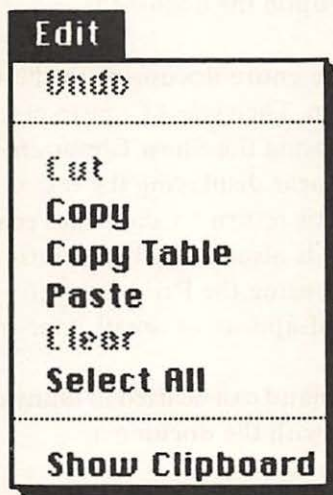 Edit
Undo
Cut
Copy
Copy Table
Paste
Clear
Select All
Show Clipboard